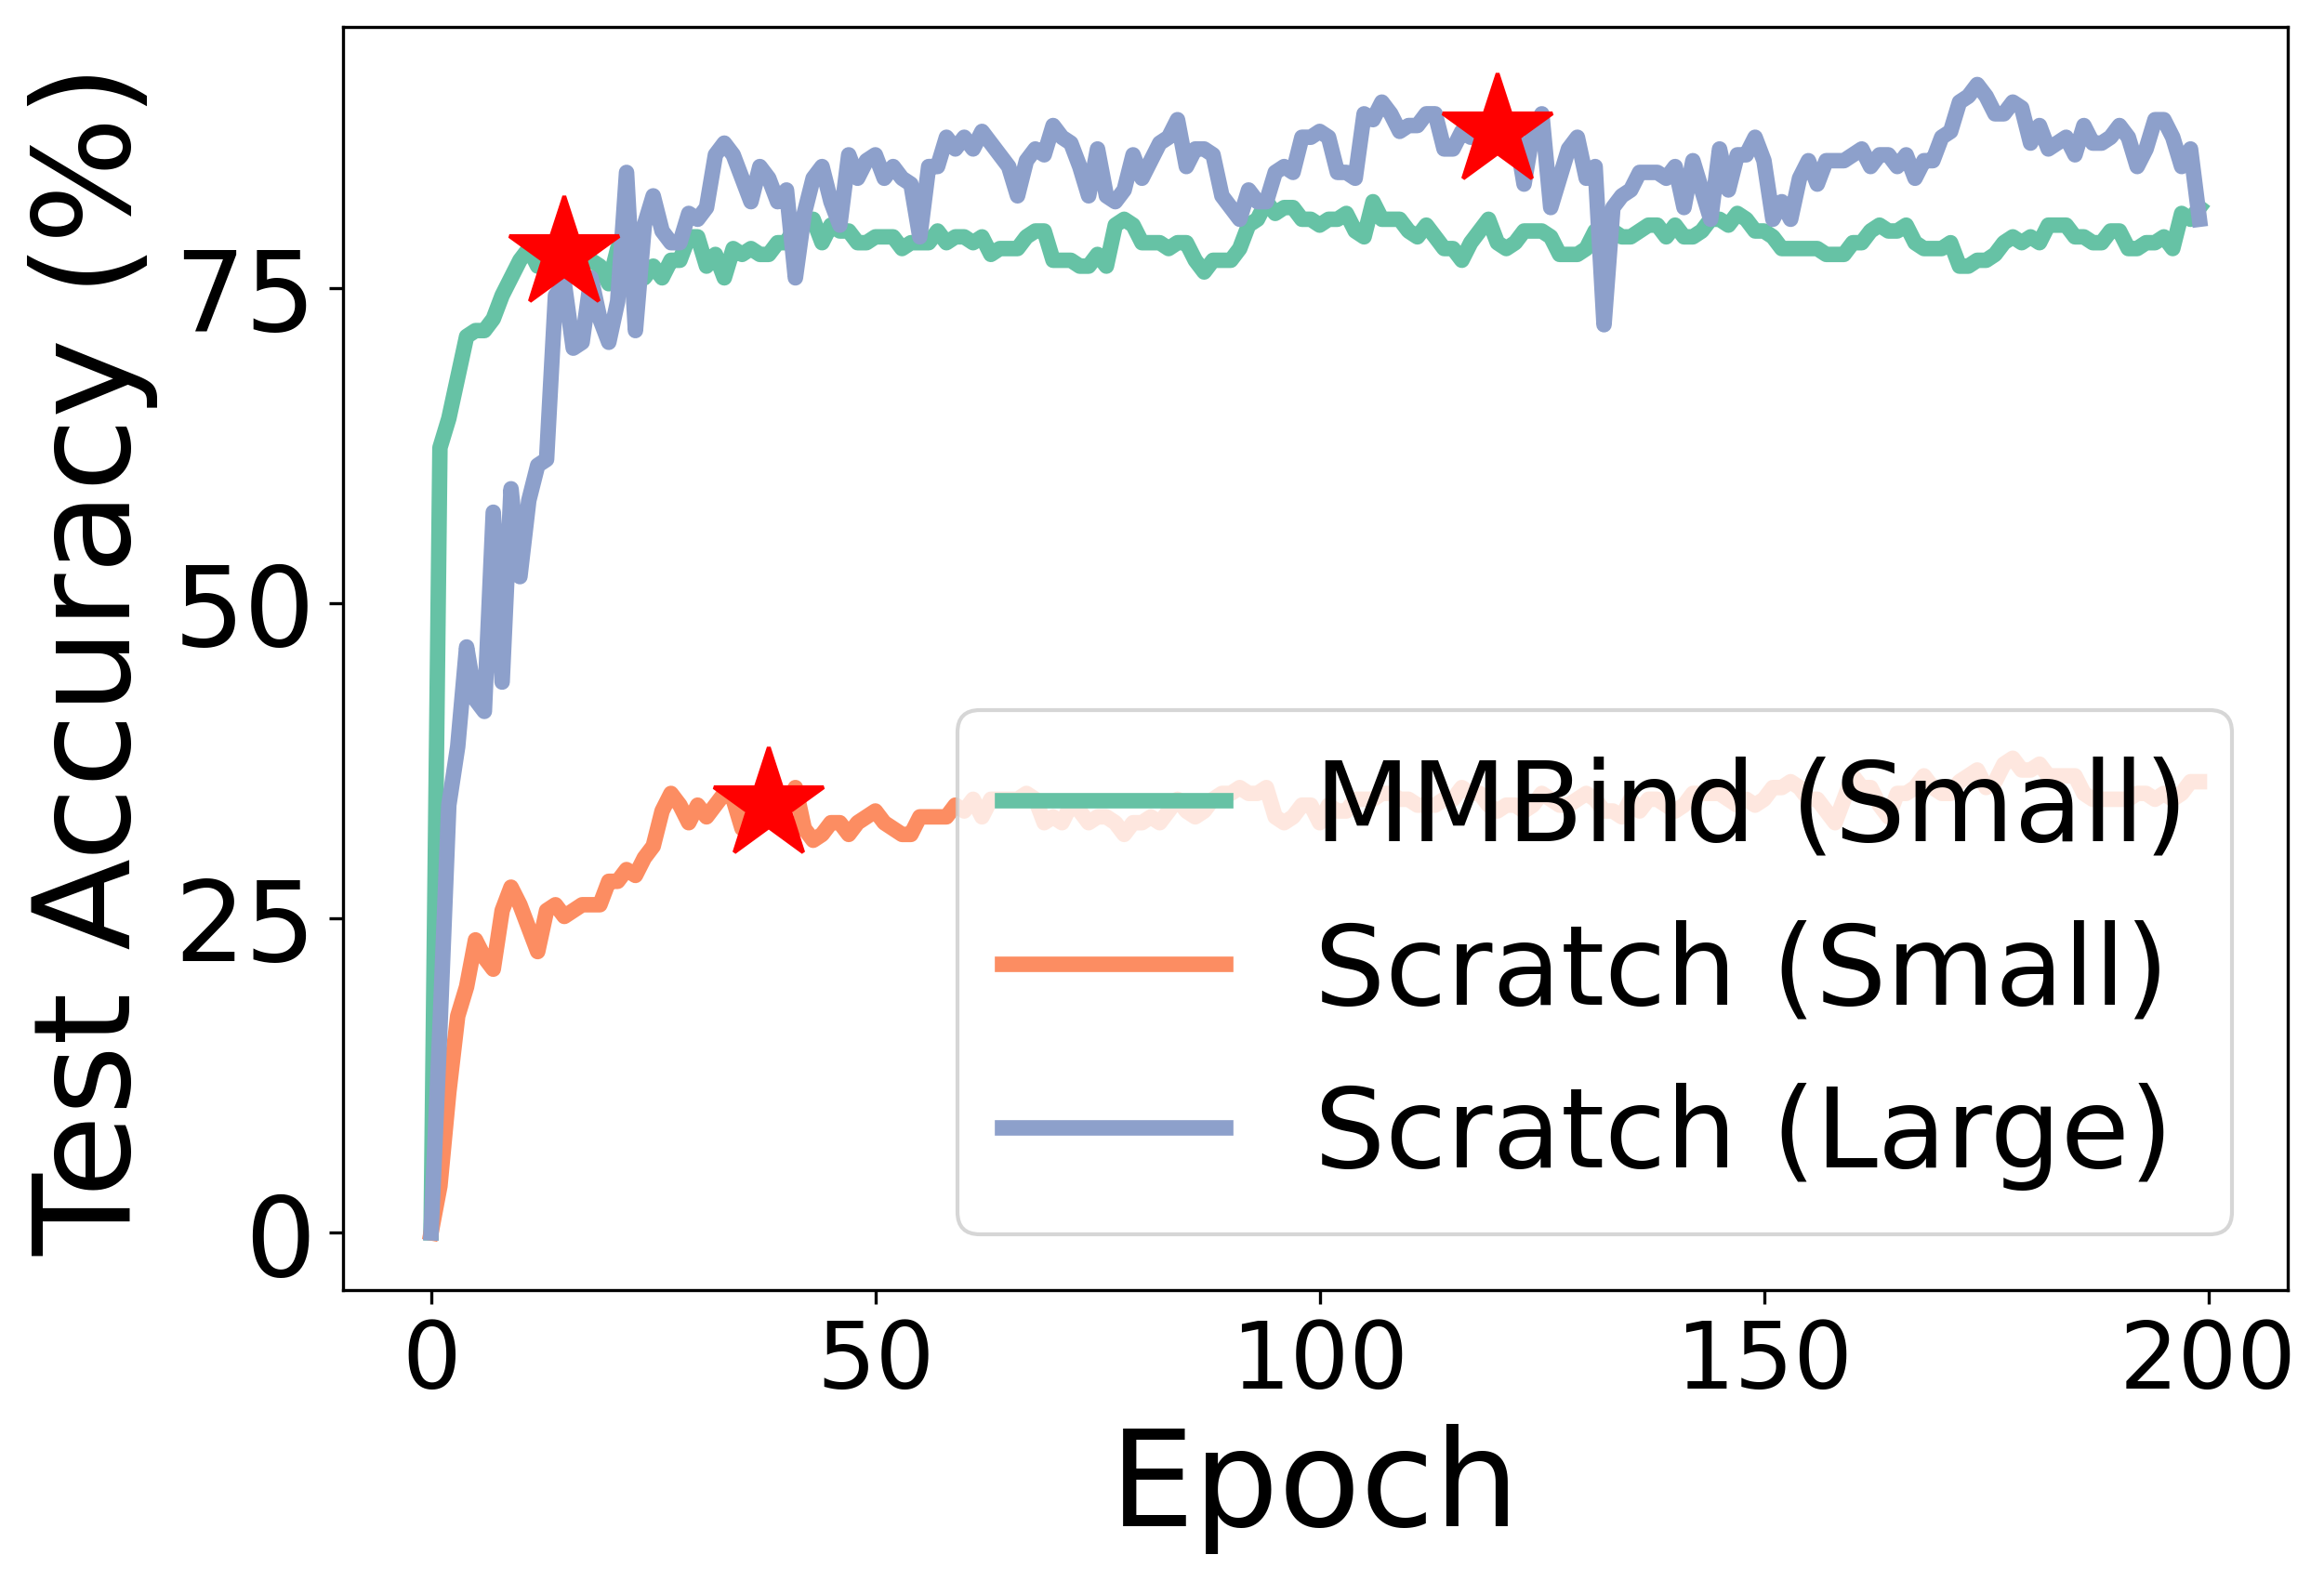 Test Accuracy (%)
75
50
25
0
MMBind (Small)
Scratch (Small)
Scratch (Large)
0 50 100 150 200
Epoch